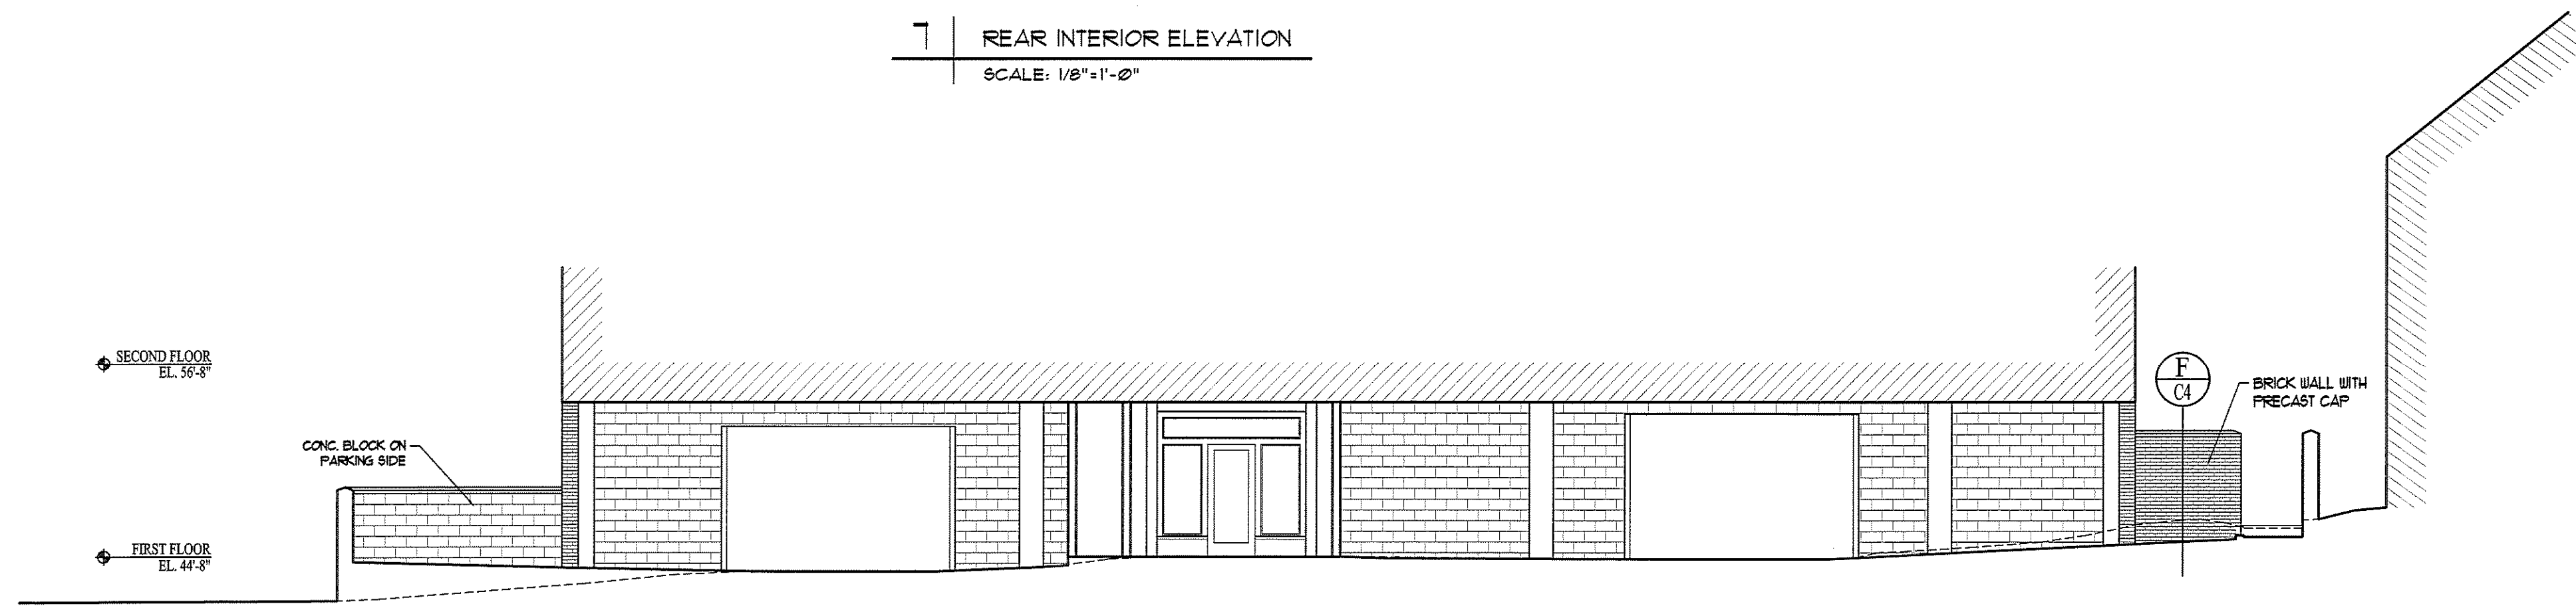 7
REAR INTERIOR ELEVATION
SCALE: 1/8"=1'-0"
SECOND FLOOR
EL. 56'-8"
F
C4
BRICK WALL WITH
PRECAST CAP
CONC. BLOCK ON
PARKING SIDE
FIRST FLOOR
EL. 44'-8"